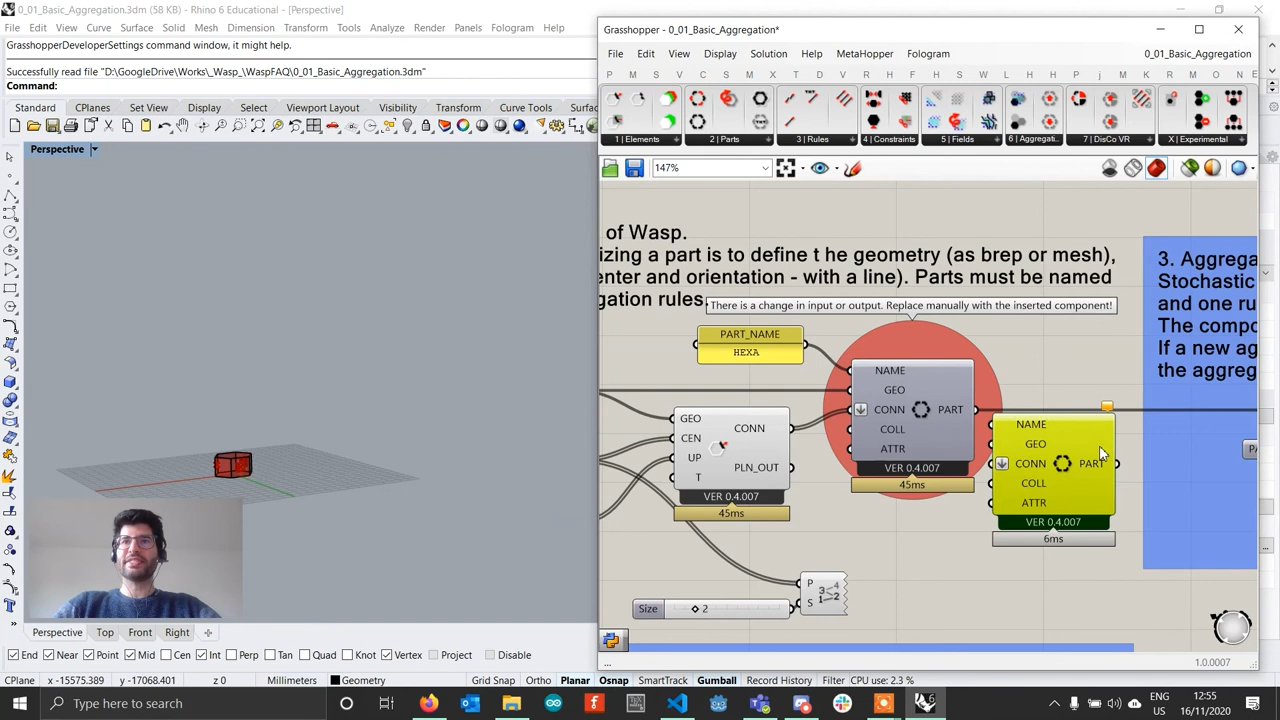 0_01_Basic_Aggregation.3dm (58 KB) - Rhino 6 Educational - [Perspective]
File Edit View Curve Surface Solid Mesh Dimension Transform Tools Analyze Render Panels Fologram Help
GrasshopperDeveloperSettings command window, it might help.
Successfully read file "D:\GoogleDrive\Works\_Wasp_\WaspFAQ\0_01_Basic_Aggregation.3dm"
Command:
Standard CPlanes Set View Display Select Viewport Layout Visibility Transform Curve Tools Surfac
Perspective
Grasshopper - 0_01_Basic_Aggregation*
File Edit View Display Solution Help MetaHopper Fologram 0_01_Basic_Aggregation
P M S V C V M X T A V F H S W L C P j M K M O N E
1 | Elements 2 | Parts 3 | Rules 4 | Constraints 5 | Fields 6 | Aggregati... 7 | DisCo VR X | Experimental
147%
of Wasp.
izing a part is to define t he geometry (as brep or mesh),
enter and orientation - with a line). Parts must be named
gation rules.
There is a change in input or output. Replace manually with the inserted component!
3. Aggrega
Stochastic
and one ru
The compo
If a new ag
the aggreg
PART_NAME
HEXA
NAME
GEO
CONN PART
COLL
ATTR
VER 0.4.007
45ms
GEO
CEN CONN
UP
T PLN_OUT
VER 0.4.007
45ms
NAME
GEO
CONN PART
COLL
ATTR
VER 0.4.007
6ms
PA
P
S
3 4
1 2
Size 2
... 1.0.0007
Perspective Top Front Right
End Near Point Mid Cen Int Perp Tan Quad Knot Vertex Project Disable
CPlane x -15575.389 y -17068.401 z 0 Millimeters Geometry Grid Snap Ortho Planar Osnap SmartTrack Gumball Record History Filter CPU use: 2.3 %
Type here to search
ENG
US
12:55
16/11/2020